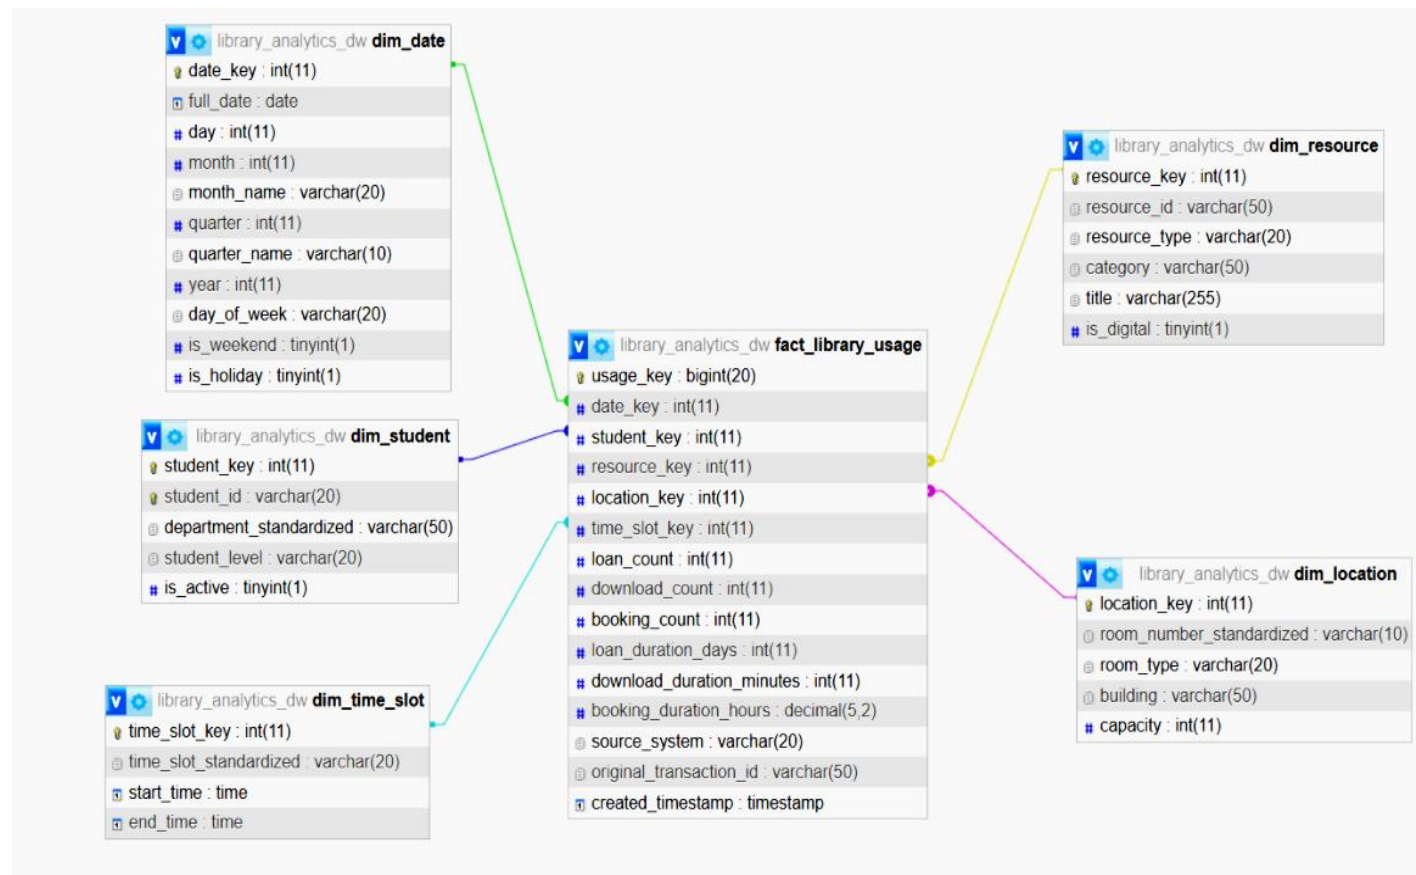 library_analytics_dw dim_date
date_key : int(11)
full_date : date
day : int(11)
month : int(11)
month_name : varchar(20)
quarter : int(11)
quarter_name : varchar(10)
year : int(11)
day_of_week : varchar(20)
is_weekend : tinyint(1)
is_holiday : tinyint(1)
library_analytics_dw dim_student
student_key : int(11)
student_id : varchar(20)
department_standardized : varchar(50)
student_level : varchar(20)
is_active : tinyint(1)
library_analytics_dw dim_time_slot
time_slot_key : int(11)
time_slot_standardized : varchar(20)
start_time : time
end_time : time
library_analytics_dw fact_library_usage
usage_key : bigint(20)
date_key : int(11)
student_key : int(11)
resource_key : int(11)
location_key : int(11)
time_slot_key : int(11)
loan_count : int(11)
download_count : int(11)
booking_count : int(11)
loan_duration_days : int(11)
download_duration_minutes : int(11)
booking_duration_hours : decimal(5,2)
source_system : varchar(20)
original_transaction_id : varchar(50)
created_timestamp : timestamp
library_analytics_dw dim_resource
resource_key : int(11)
resource_id : varchar(50)
resource_type : varchar(20)
category : varchar(50)
title : varchar(255)
is_digital : tinyint(1)
library_analytics_dw dim_location
location_key : int(11)
room_number_standardized : varchar(10)
room_type : varchar(20)
building : varchar(50)
capacity : int(11)